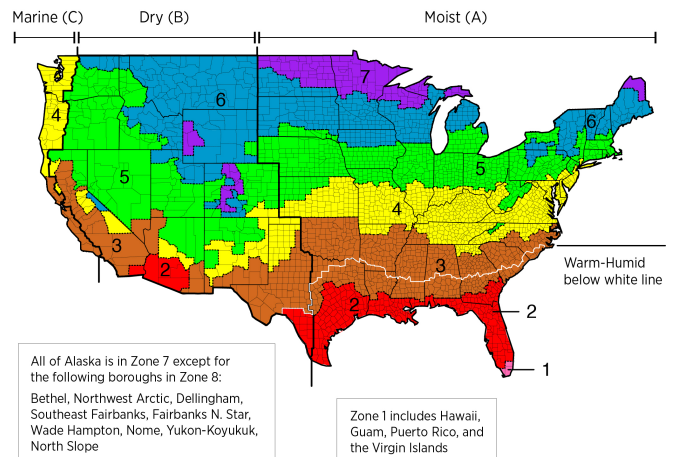 Marine (C) Dry (B) Moist (A)
7
6
4
6
5
5
4
3
3
2
Warm-Humid
below white line
2
2
1
All of Alaska is in Zone 7 except for
the following boroughs in Zone 8:
Bethel, Northwest Arctic, Dellingham,
Southeast Fairbanks, Fairbanks N. Star,
Wade Hampton, Nome, Yukon-Koyukuk,
North Slope
Zone 1 includes Hawaii,
Guam, Puerto Rico, and
the Virgin Islands